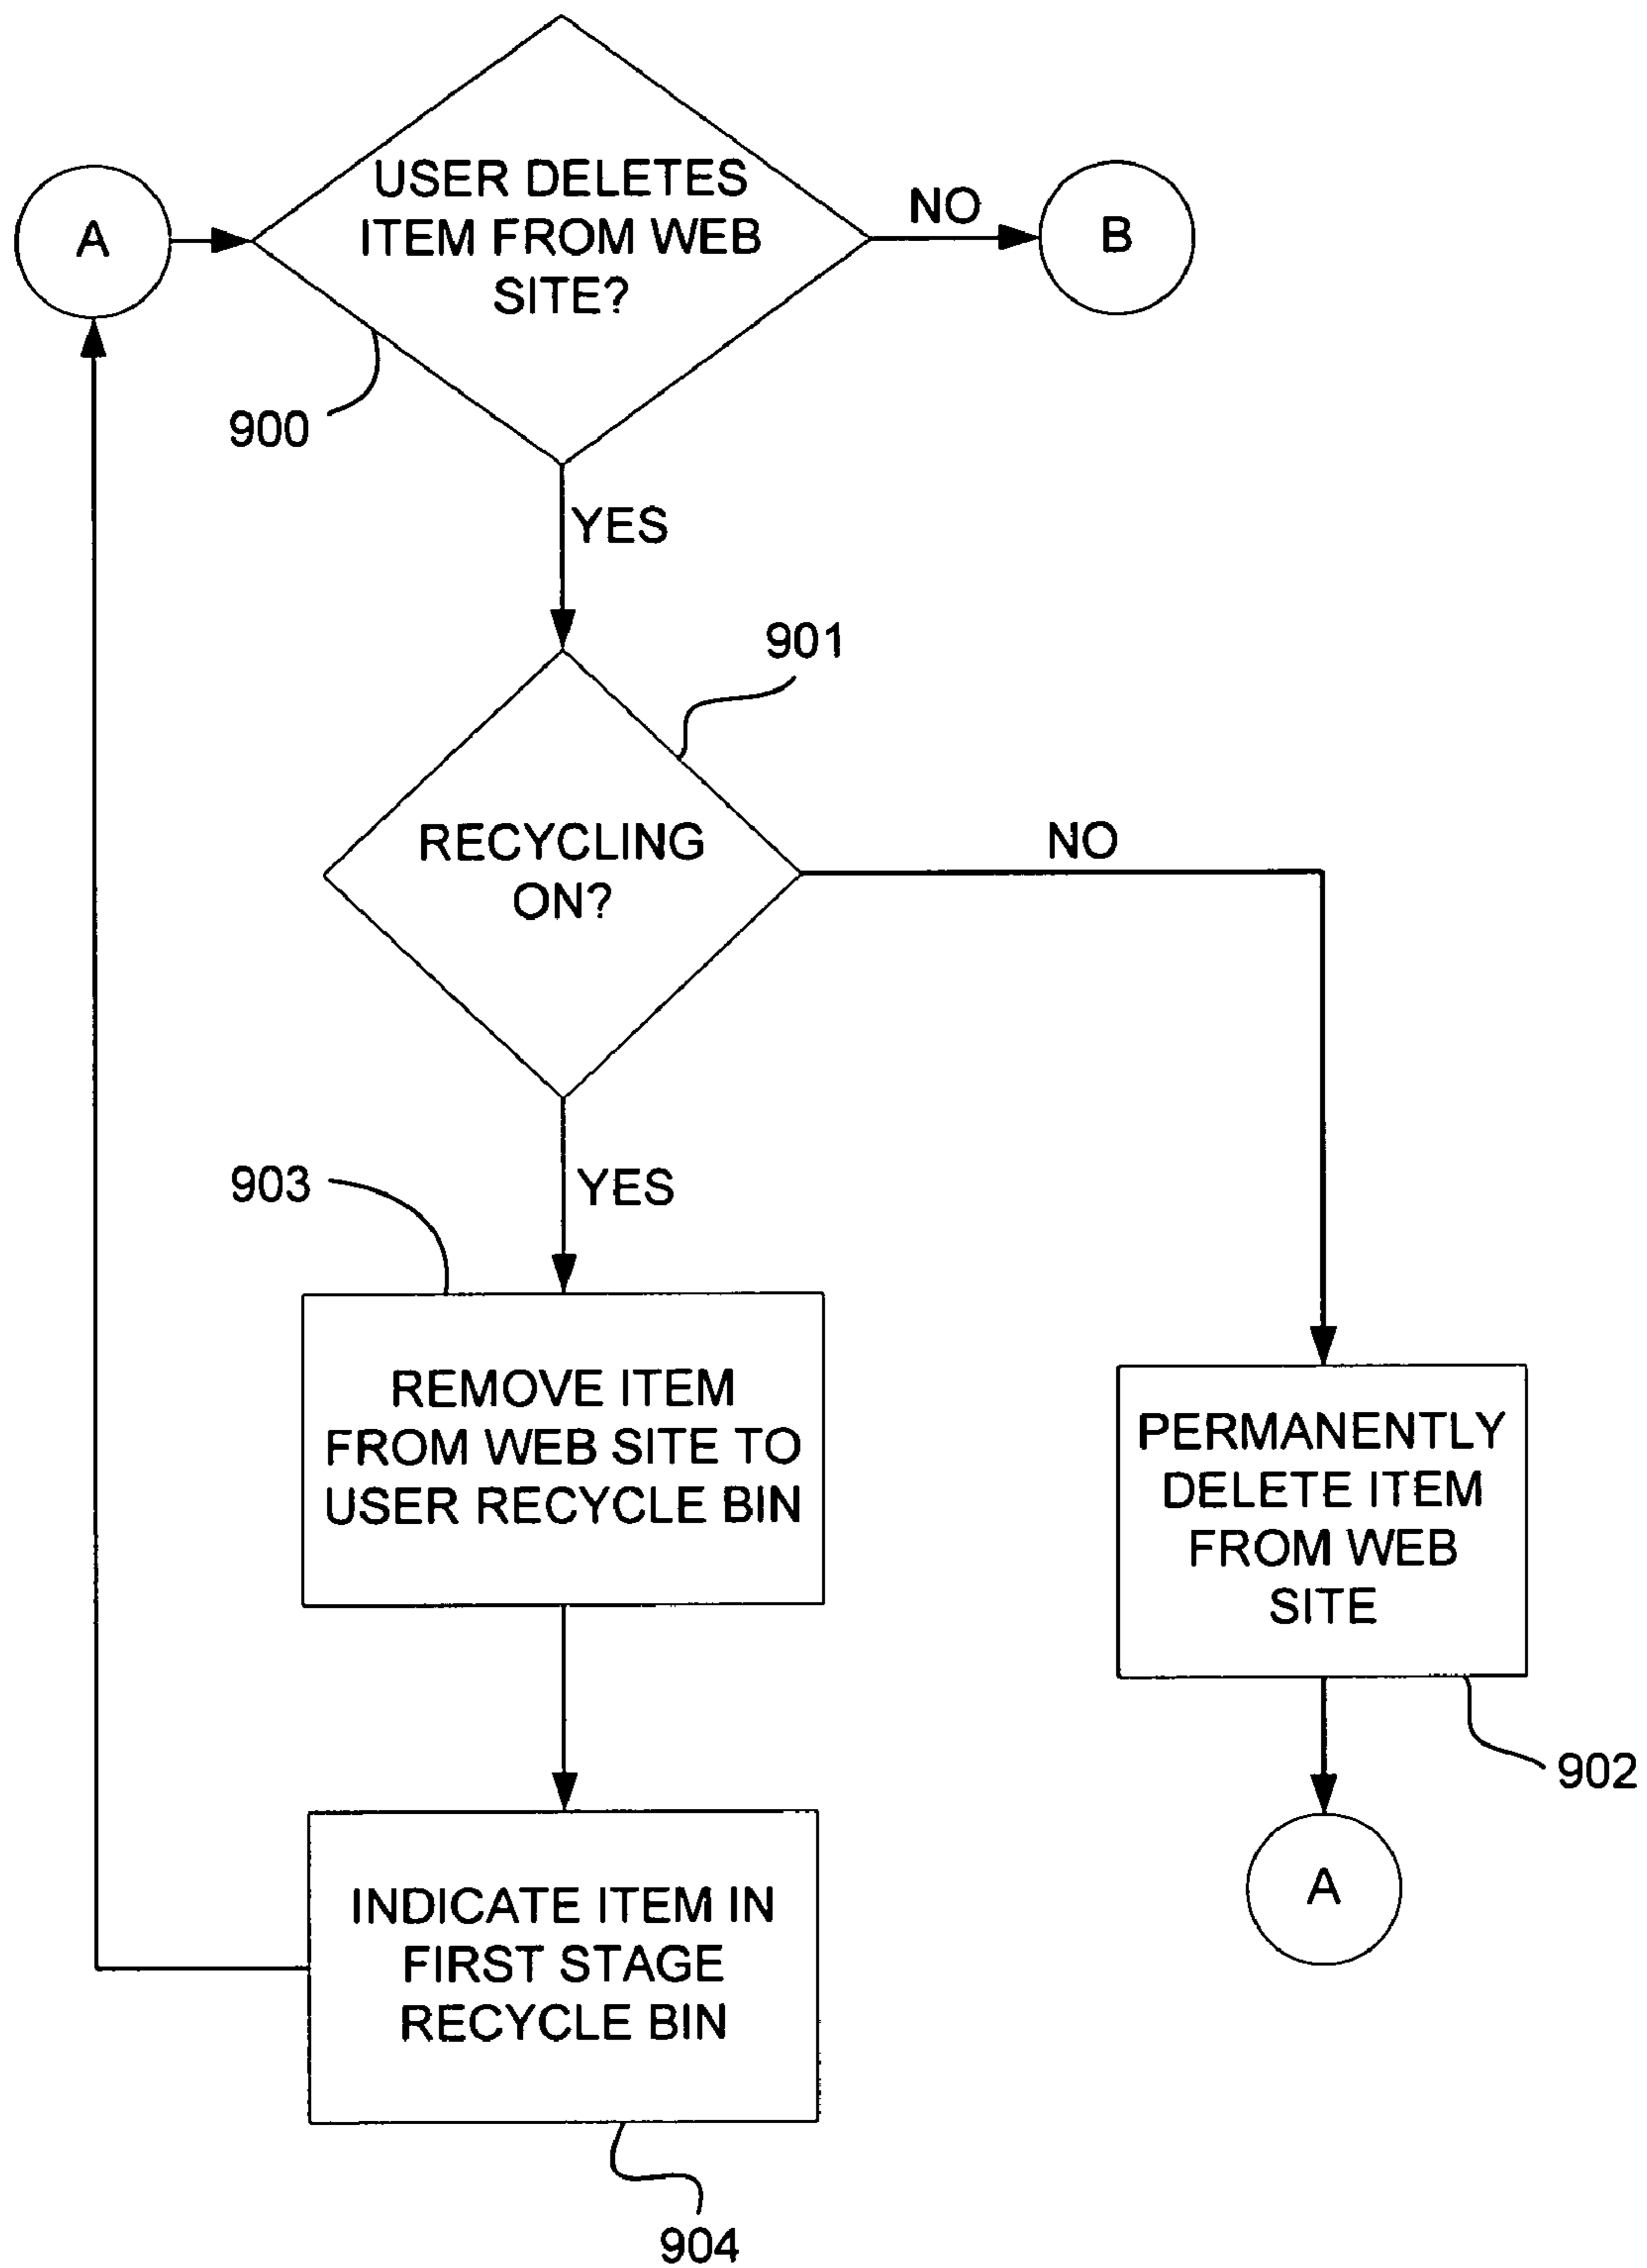 USER DELETES
ITEM FROM WEB
SITE?
A
NO
B
900
YES
901
RECYCLING
ON?
NO
903
YES
REMOVE ITEM
FROM WEB SITE TO
USER RECYCLE BIN
PERMANENTLY
DELETE ITEM
FROM WEB
SITE
902
A
INDICATE ITEM IN
FIRST STAGE
RECYCLE BIN
904